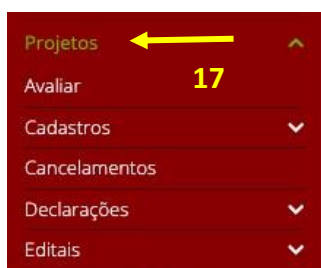 Projetos
Avaliar
17
Cadastros
Cancelamentos
Declarações
Editais